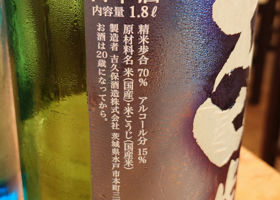 内容量 1.8ℓ
精米歩合 70% アルコール分 15%
原材料名 米(国産)・米こうじ(国産米)
製造者 吉久保酒造株式会社 茨城県水戸市本町三
お酒は20歳になってから。